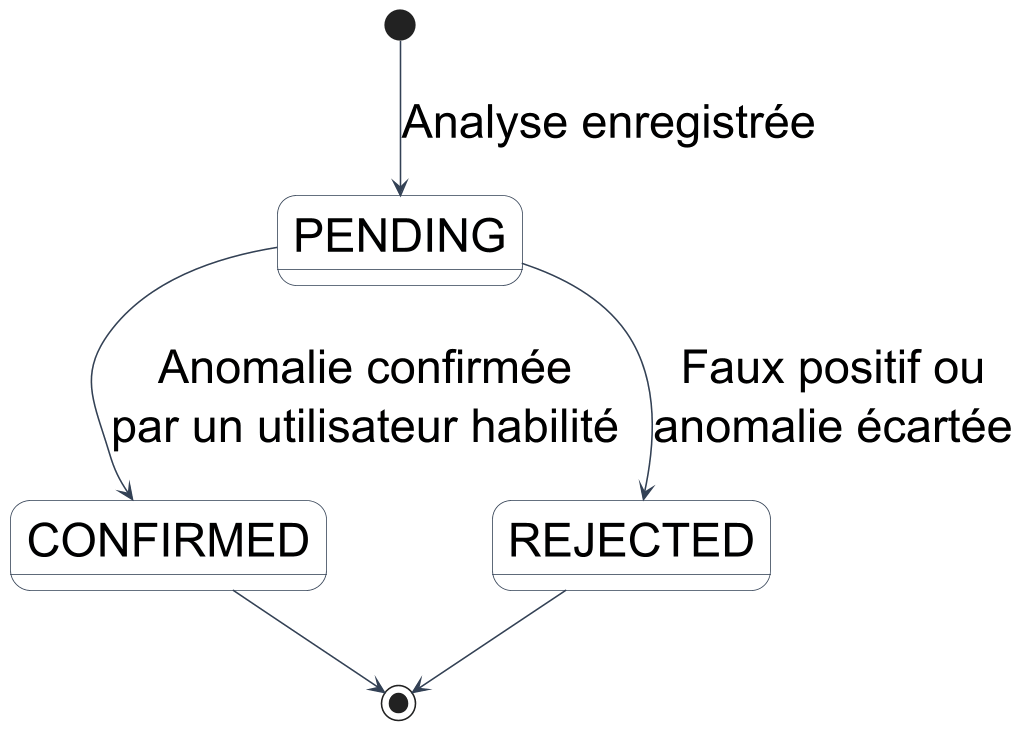 Analyse enregistrée
PENDING
Anomalie confirmée
par un utilisateur habilité
Faux positif ou
anomalie écartée
CONFIRMED
REJECTED